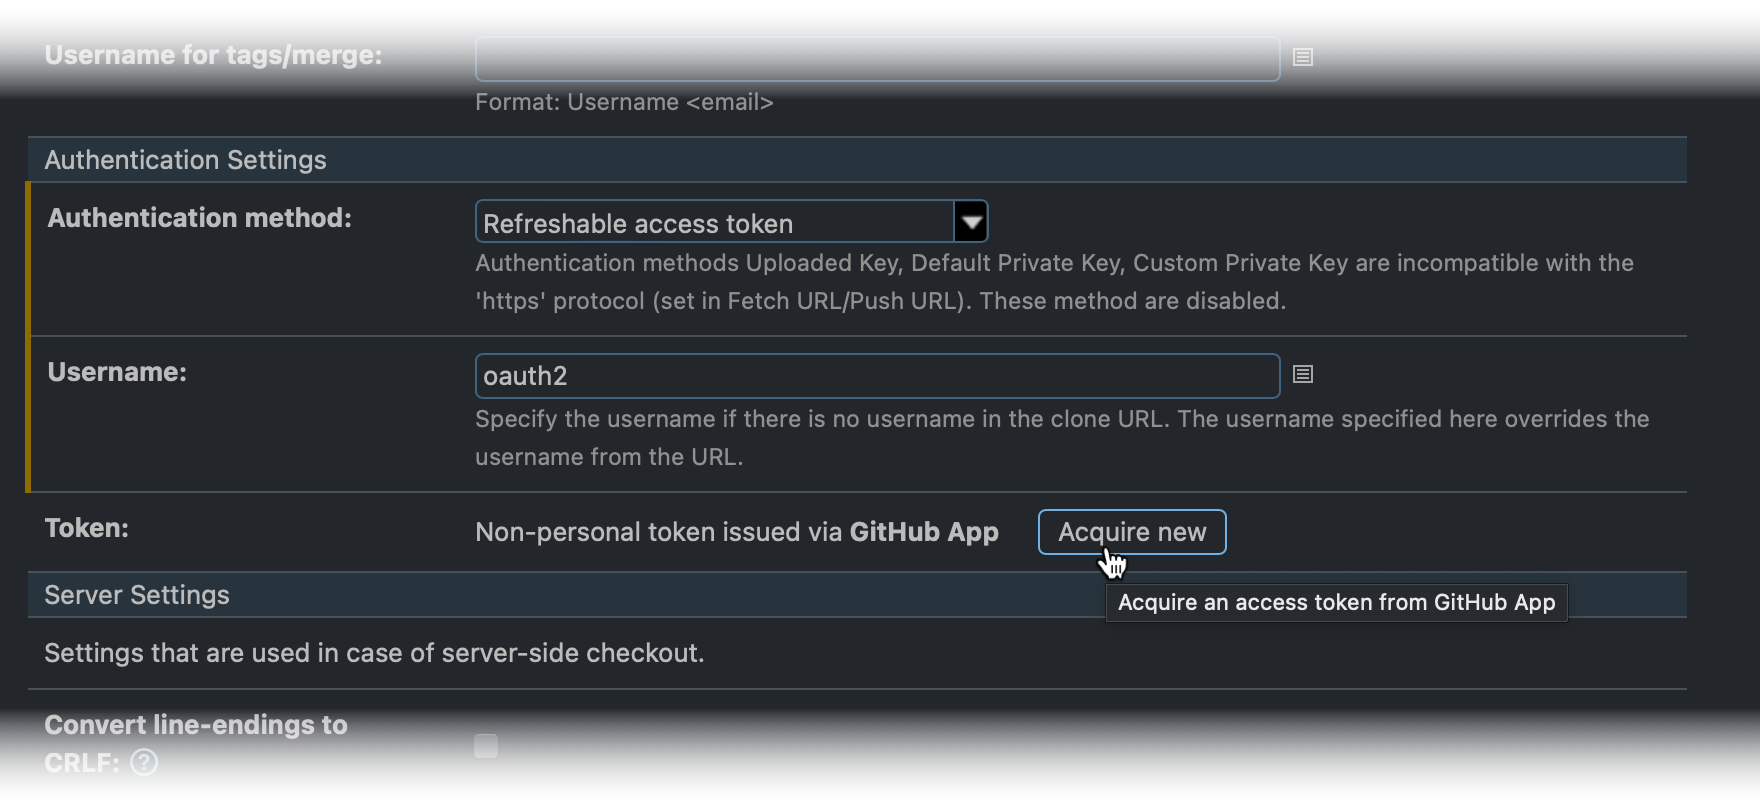 Username for tags/merge:
Format: Username <email>
Authentication Settings
Authentication method:
Refreshable access token
Authentication methods Uploaded Key, Default Private Key, Custom Private Key are incompatible with the
'https' protocol (set in Fetch URL/Push URL). These method are disabled.
Username:
oauth2
Specify the username if there is no username in the clone URL. The username specified here overrides the
username from the URL.
Token:
Non-personal token issued via GitHub App
Acquire new
Acquire an access token from GitHub App
Server Settings
Settings that are used in case of server-side checkout.
Convert line-endings to
CRLF: ?